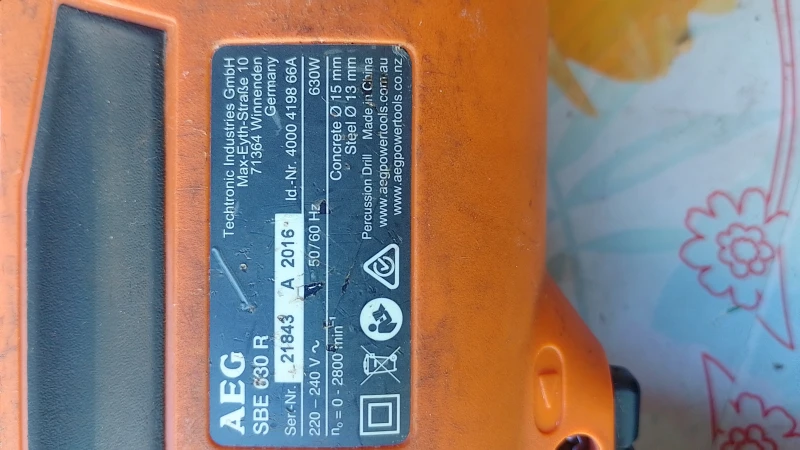 AEG
SBE 630 R
Techtronic Industries GmbH
Max-Eyth-Straße 10
71364 Winnenden
Germany
Ser.-Nr. 21843 A 2016 Id.-Nr. 4000 4198 66A
220 – 240 V ~ 50/60 Hz 630W
n₀ = 0 - 2800 min⁻¹ Concrete Ø 15 mm
Steel Ø 13 mm
Percussion Drill Made in China
www.aegpowertools.com.au
www.aegpowertools.co.nz